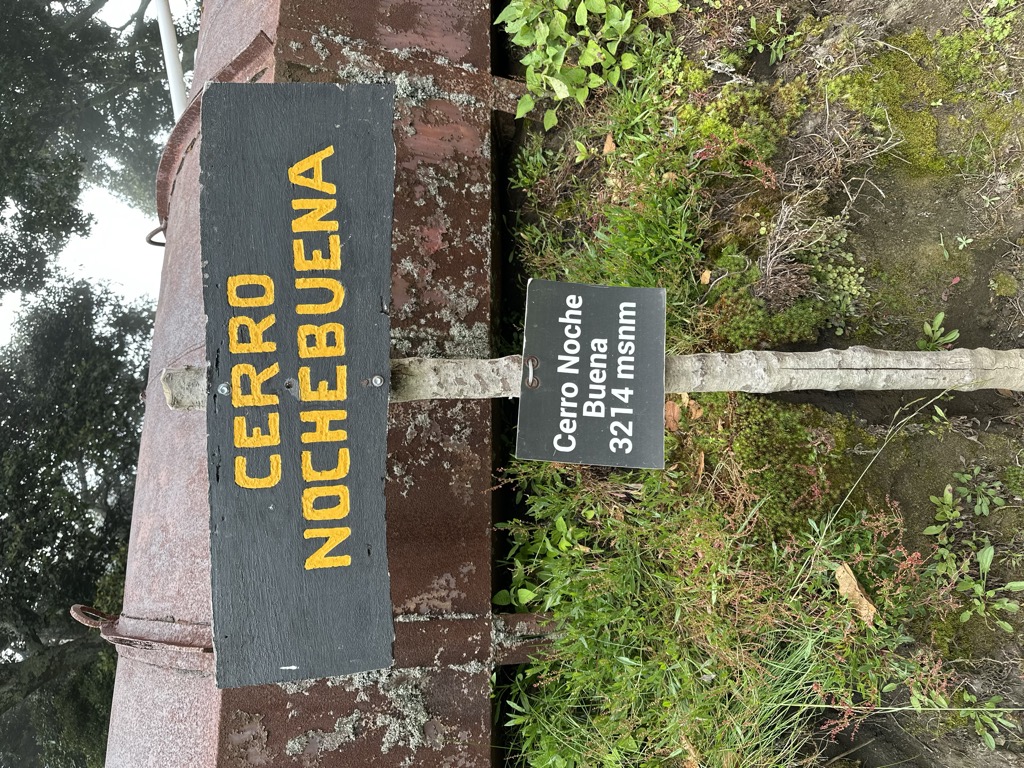 CERRO
NOCHEBUENA
Cerro Noche
Buena
3214 msnm